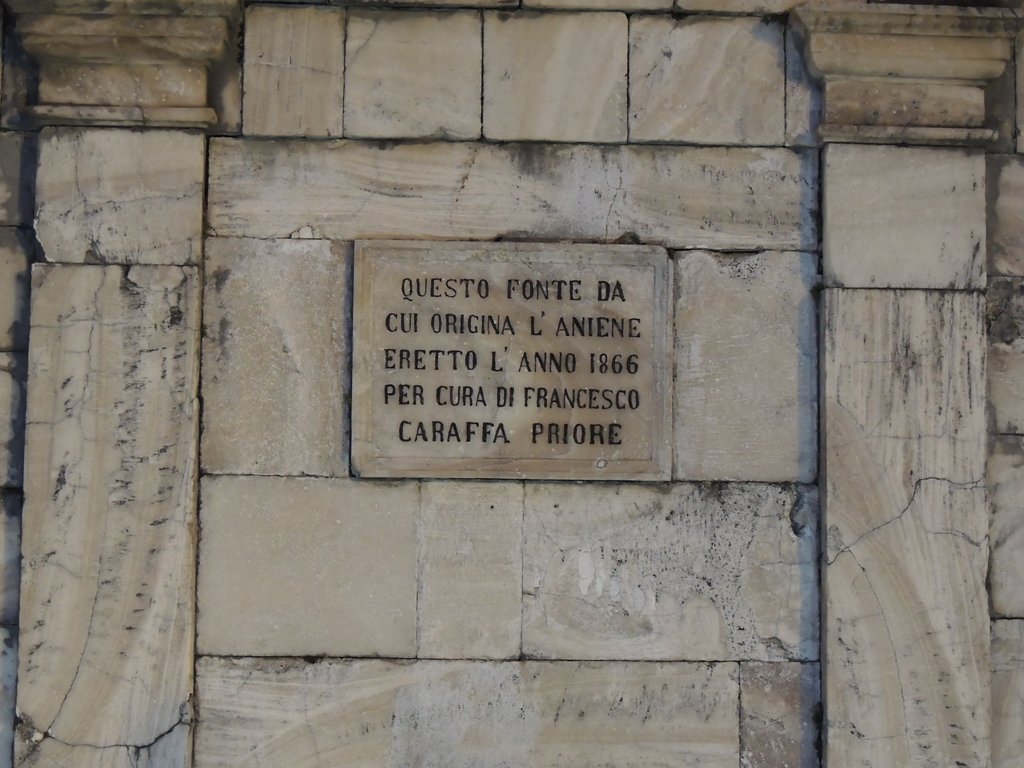 QUESTO FONTE DA
CUI ORIGINA L' ANIENE
ERETTO L' ANNO 1866
PER CURA DI FRANCESCO
CARAFFA PRIORE